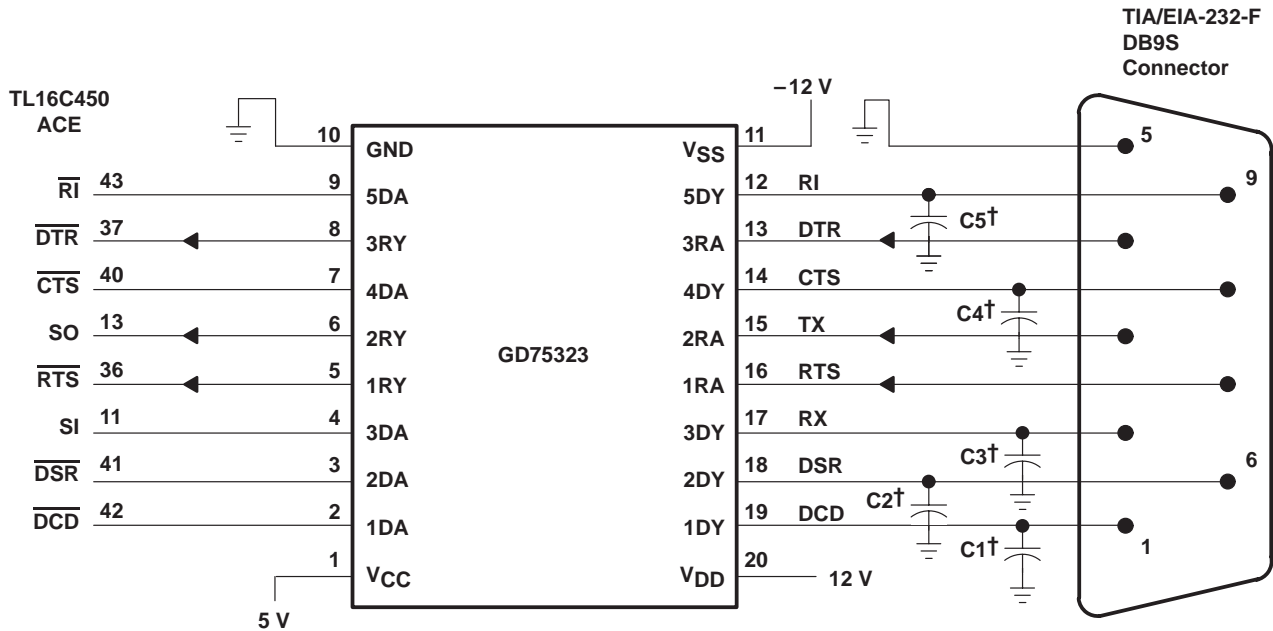 TIA/EIA-232-F
DB9S
Connector
TL16C450
ACE
–12 V
10 GND VSS 11 5
RI 43 9 5DA 5DY 12 RI 9
C5†
DTR 37 8 3RY 3RA 13 DTR
CTS 40 7 4DA 4DY 14 CTS
C4†
SO 13 6 2RY 2RA 15 TX
GD75323
RTS 36 5 1RY 1RA 16 RTS
SI 11 4 3DA 3DY 17 RX
C3†
DSR 41 3 2DA 2DY 18 DSR 6
C2†
DCD 42 2 1DA 1DY 19 DCD 1
C1†
1 VCC VDD 20 12 V
5 V